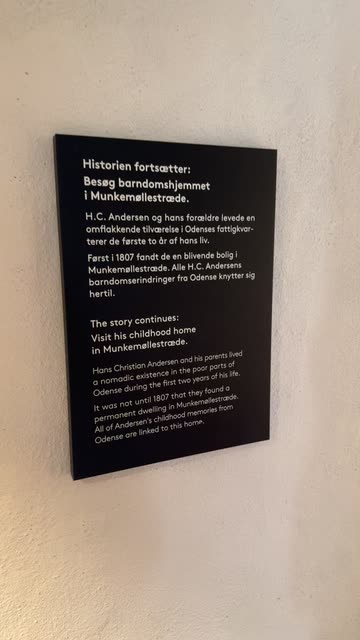 Historien fortsætter:
Besøg barndomshjemmet
i Munkemøllestræde.
H.C. Andersen og hans forældre levede en
omflakkende tilværelse i Odenses fattigkvar-
terer de første to år af hans liv.
Først i 1807 fandt de en blivende bolig i
Munkemøllestræde. Alle H.C. Andersens
barndomserindringer fra Odense knytter sig
hertil.
The story continues:
Visit his childhood home
in Munkemøllestræde.
Hans Christian Andersen and his parents lived
a nomadic existence in the poor parts of
Odense during the first two years of his life.
It was not until 1807 that they found a
permanent dwelling in Munkemøllestræde.
All of Andersen's childhood memories from
Odense are linked to this home.